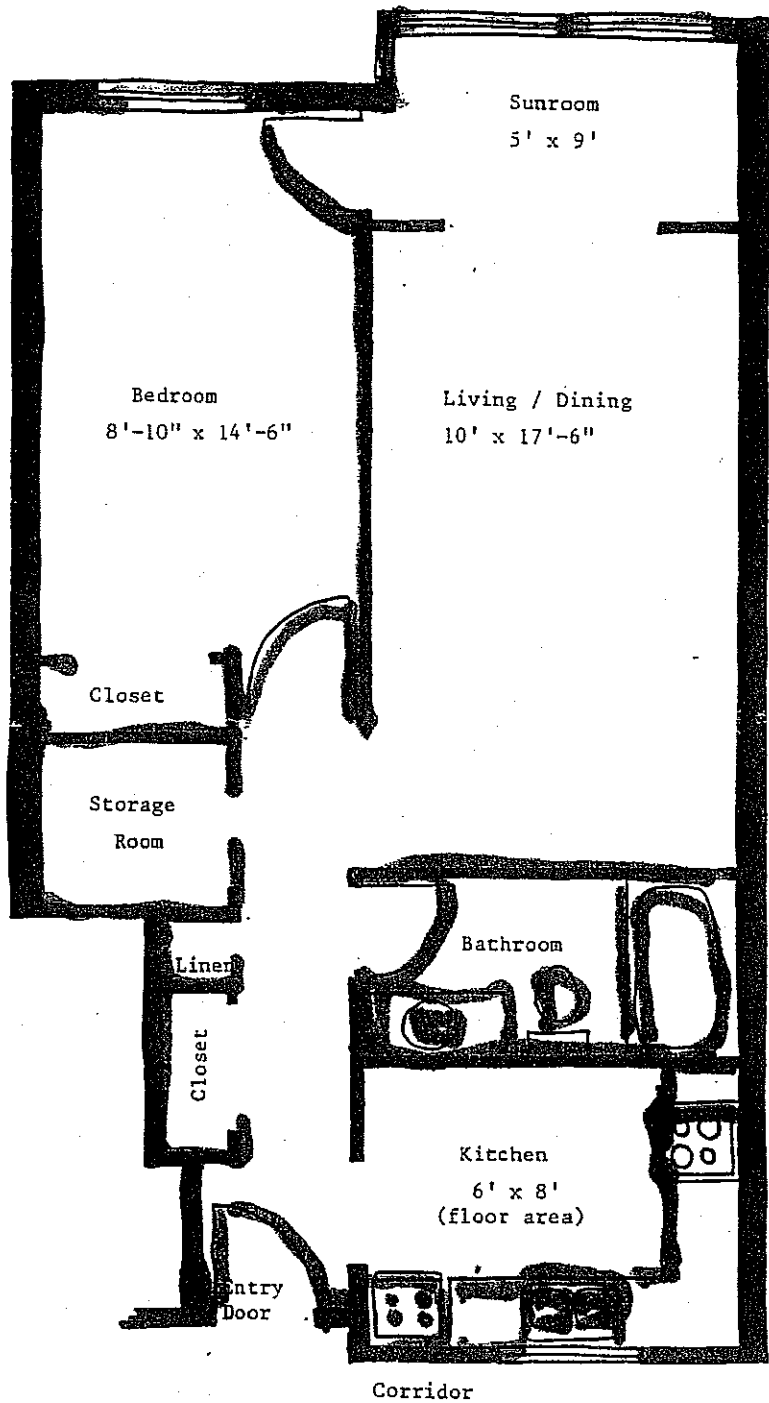 Sunroom
5' x 9'
Bedroom
8'-10" x 14'-6"
Living / Dining
10' x 17'-6"
Closet
Storage
Room
Bathroom
Linen
Closet
Kitchen
6' x 8'
(floor area)
Entry
Door
Corridor